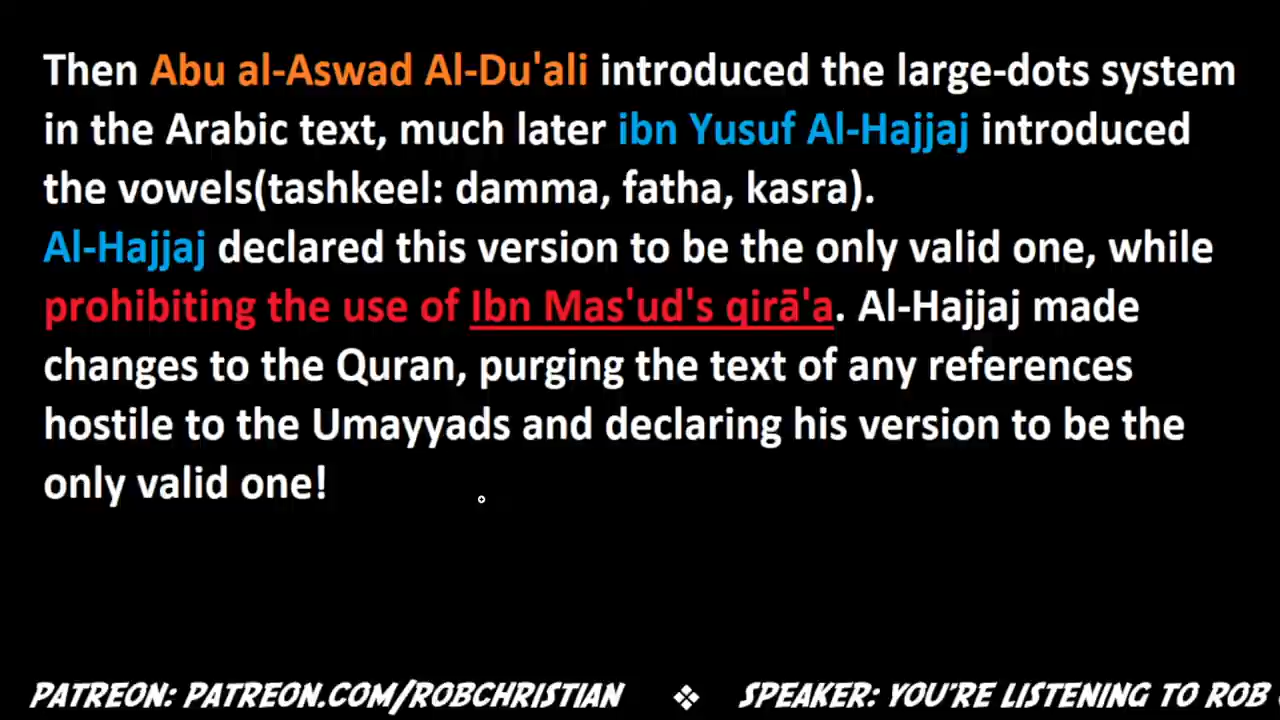 Then Abu al-Aswad Al-Du'ali introduced the large-dots system
in the Arabic text, much later ibn Yusuf Al-Hajjaj introduced
the vowels(tashkeel: damma, fatha, kasra).
Al-Hajjaj declared this version to be the only valid one, while
prohibiting the use of Ibn Mas'ud's qirā'a. Al-Hajjaj made
changes to the Quran, purging the text of any references
hostile to the Umayyads and declaring his version to be the
only valid one!
PATREON: PATREON.COM/ROBCHRISTIAN ❖ SPEAKER: YOU'RE LISTENING TO ROB